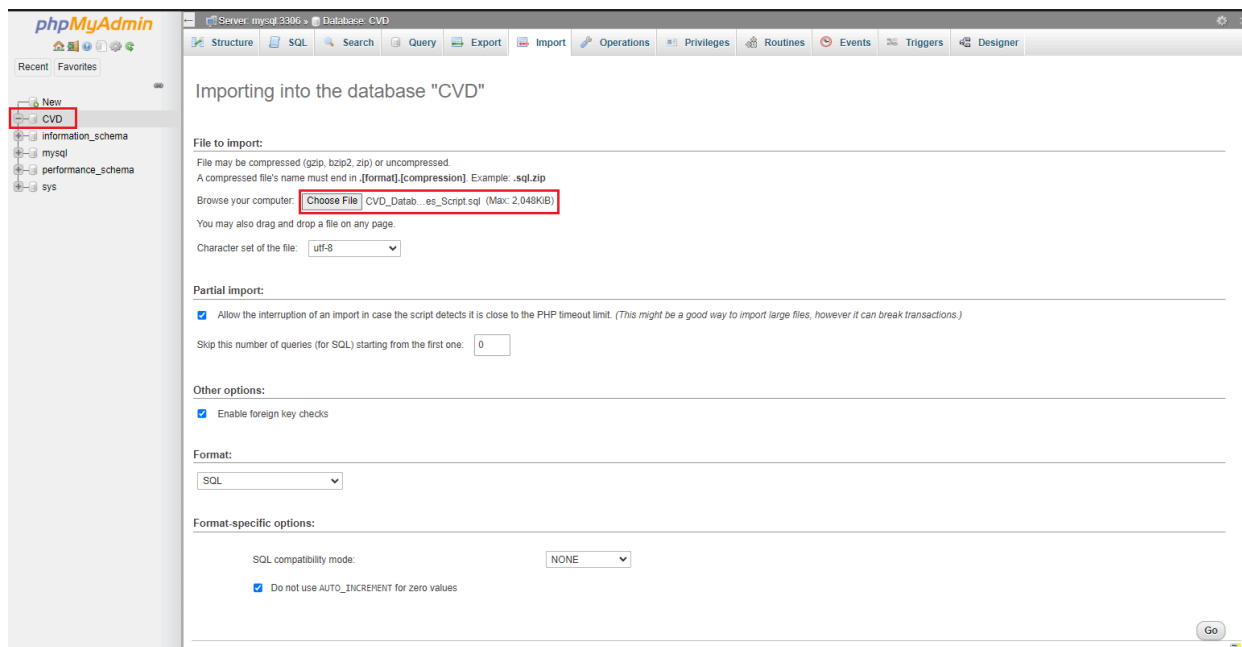 phpMyAdmin
Recent Favorites
New
CVD
information_schema
mysql
performance_schema
sys
Server: mysql:3306 » Database: CVD
Structure SQL Search Query Export Import Operations Privileges Routines Events Triggers Designer
Importing into the database "CVD"
File to import:
File may be compressed (gzip, bzip2, zip) or uncompressed.
A compressed file's name must end in .[format].[compression]. Example: .sql.zip
Browse your computer: Choose File CVD_Datab…es_Script.sql (Max: 2,048KiB)
You may also drag and drop a file on any page.
Character set of the file: utf-8
Partial import:
Allow the interruption of an import in case the script detects it is close to the PHP timeout limit. (This might be a good way to import large files, however it can break transactions.)
Skip this number of queries (for SQL) starting from the first one: 0
Other options:
Enable foreign key checks
Format:
SQL
Format-specific options:
SQL compatibility mode: NONE
Do not use AUTO_INCREMENT for zero values
Go